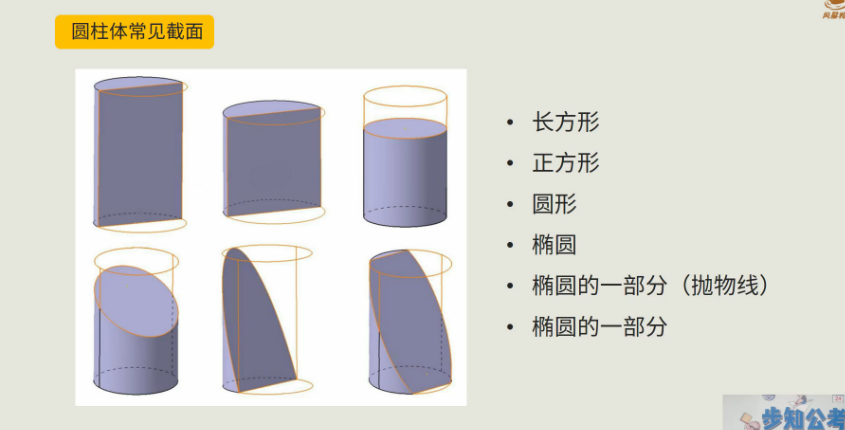 圆柱体常见截面
• 长方形
• 正方形
• 圆形
• 椭圆
• 椭圆的一部分（抛物线）
• 椭圆的一部分
步知公考